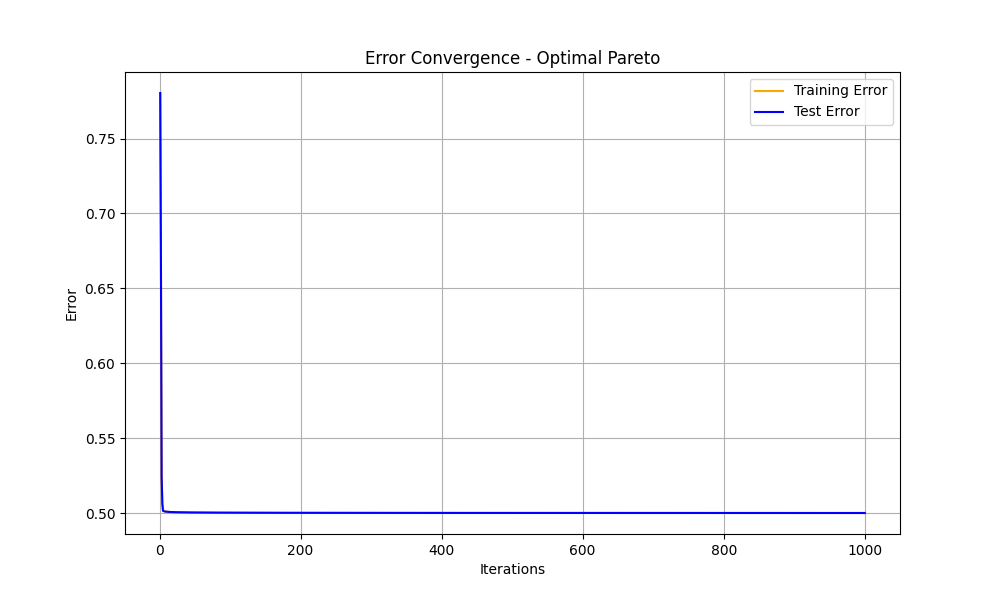 Error Convergence - Optimal Pareto
Training Error
Test Error
0.75
0.70
0.65
0.60
0.55
0.50
Error
0 200 400 600 800 1000
Iterations